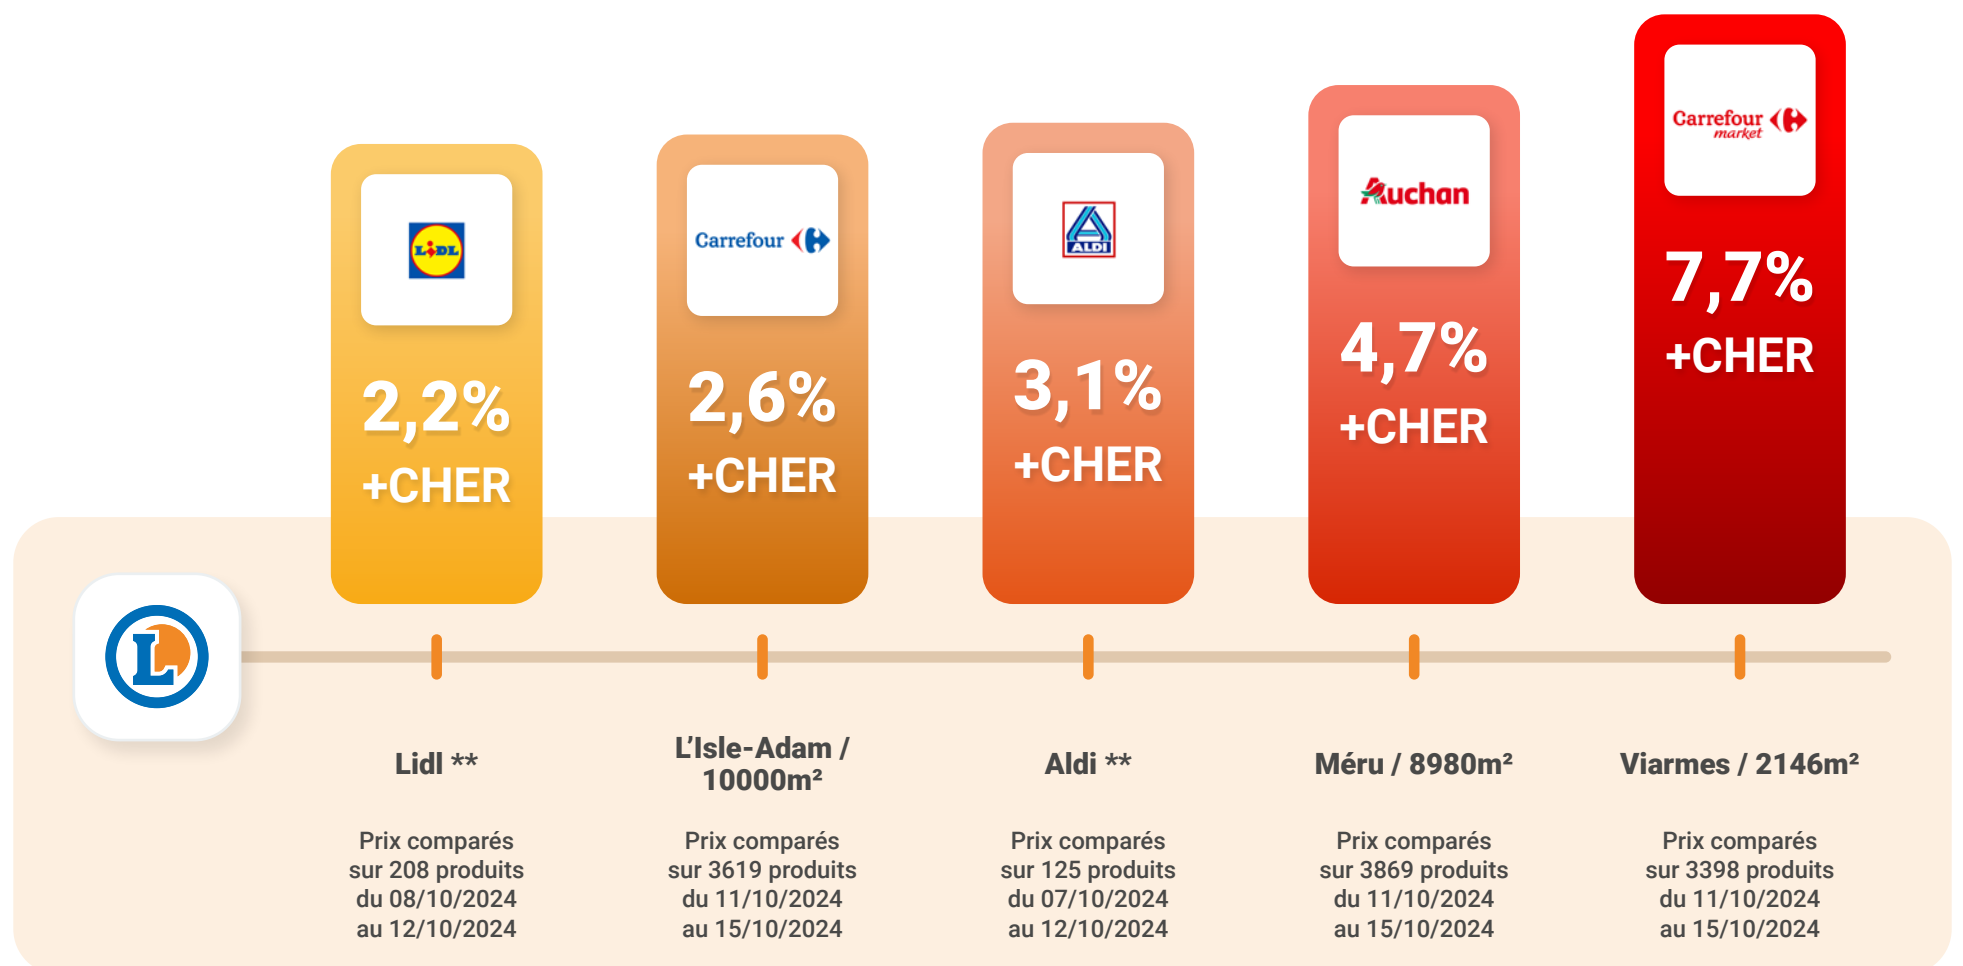 LIDL
2,2%
+CHER
Carrefour
2,6%
+CHER
ALDI
3,1%
+CHER
Auchan
4,7%
+CHER
Carrefour
market
7,7%
+CHER
L
Lidl **
Prix comparés
sur 208 produits
du 08/10/2024
au 12/10/2024
L’Isle-Adam /
10000m²
Prix comparés
sur 3619 produits
du 11/10/2024
au 15/10/2024
Aldi **
Prix comparés
sur 125 produits
du 07/10/2024
au 12/10/2024
Méru / 8980m²
Prix comparés
sur 3869 produits
du 11/10/2024
au 15/10/2024
Viarmes / 2146m²
Prix comparés
sur 3398 produits
du 11/10/2024
au 15/10/2024